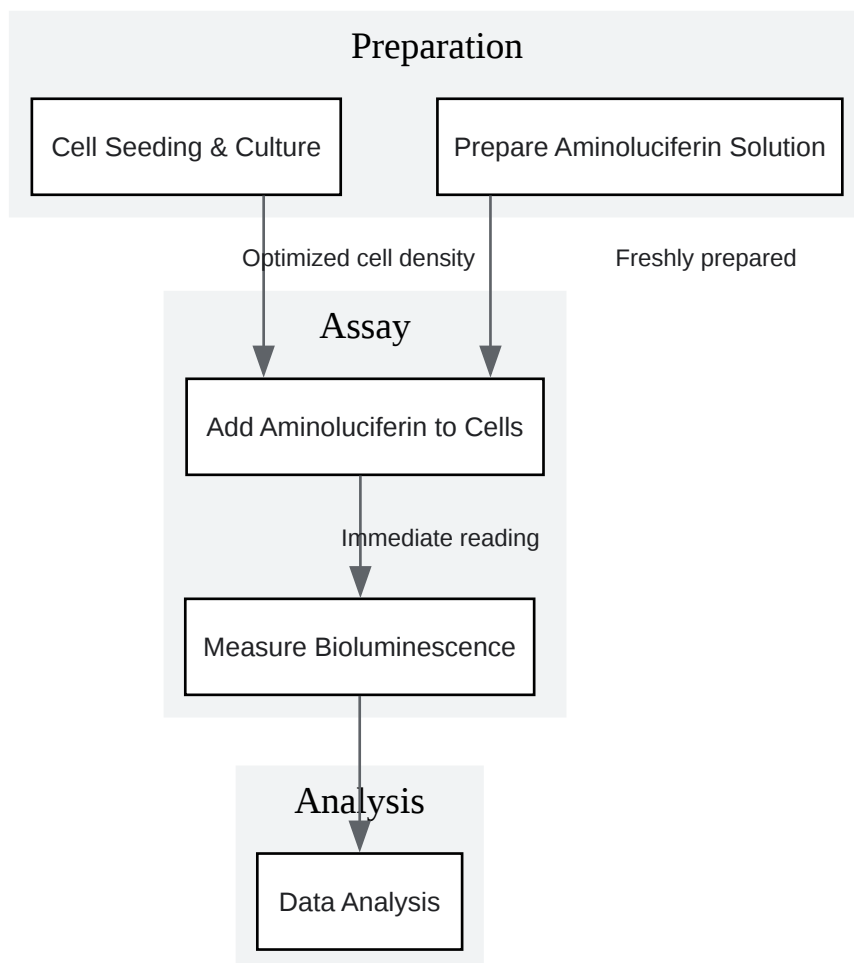 Preparation
Cell Seeding & Culture
Prepare Aminoluciferin Solution
Optimized cell density
Freshly prepared
Assay
Add Aminoluciferin to Cells
Immediate reading
Measure Bioluminescence
Analysis
Data Analysis